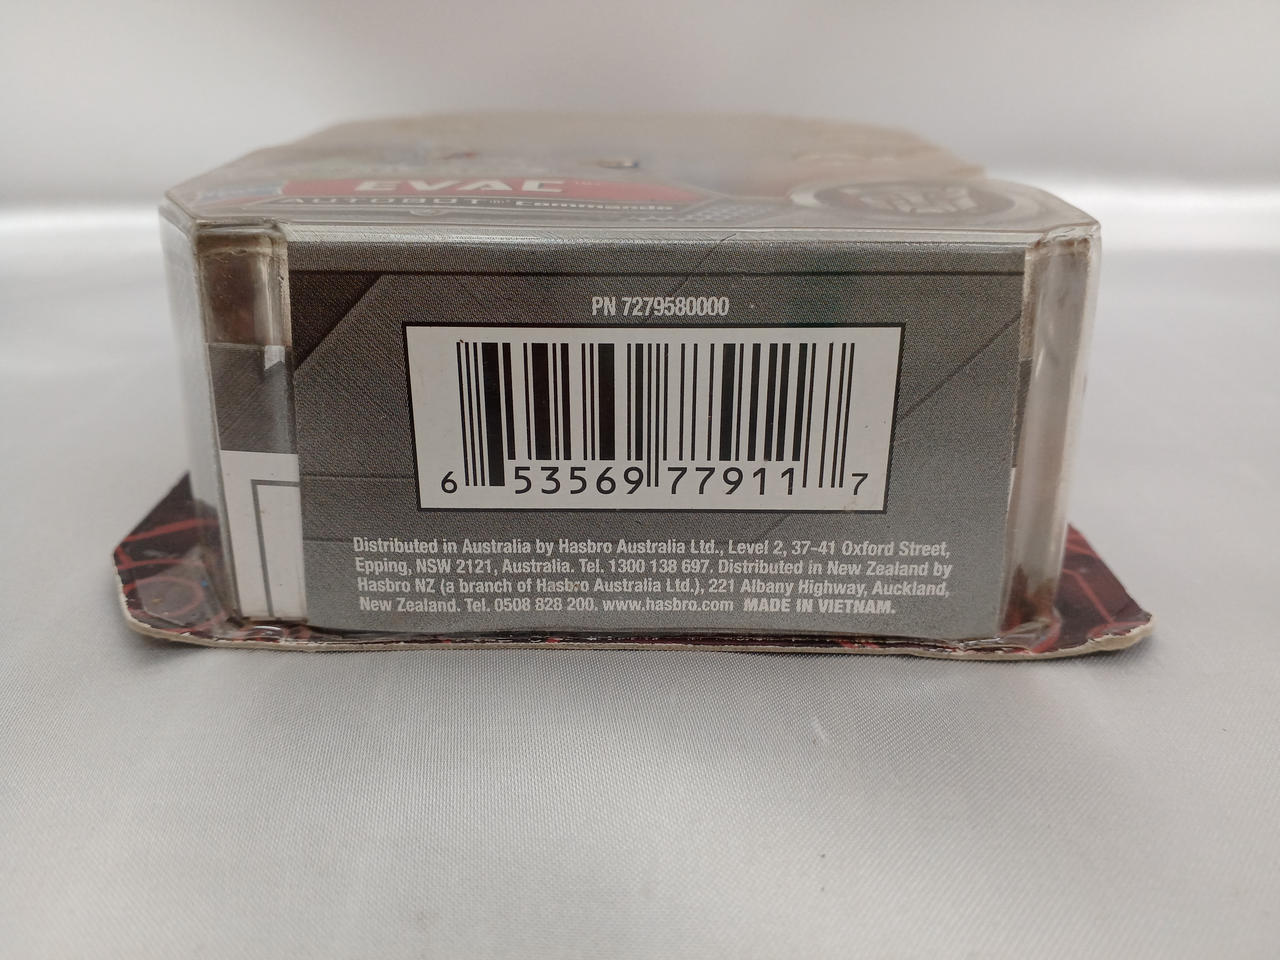 EVAC
AUTOBOT Commando
PN 7279580000
6 53569 77911 7
Distributed in Australia by Hasbro Australia Ltd., Level 2, 37-41 Oxford Street,
Epping, NSW 2121, Australia. Tel. 1300 138 697. Distributed in New Zealand by
Hasbro NZ (a branch of Hasbro Australia Ltd.), 221 Albany Highway, Auckland,
New Zealand. Tel. 0508 828 200. www.hasbro.com MADE IN VIETNAM.